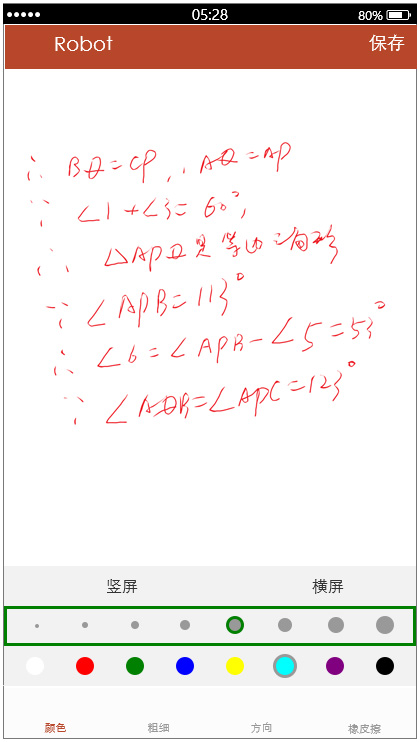 05:28 80%
Robot 保存
∴ BQ=CP, ∴ AQ=AP
∵ ∠1+∠3=60°,
∴ △APQ是等边三角形
∵ ∠APB=113°
∴ ∠6=∠APB-∠5=53°
∵ ∠AQB=∠APC=123°
竖屏 横屏
颜色 粗细 方向 橡皮擦